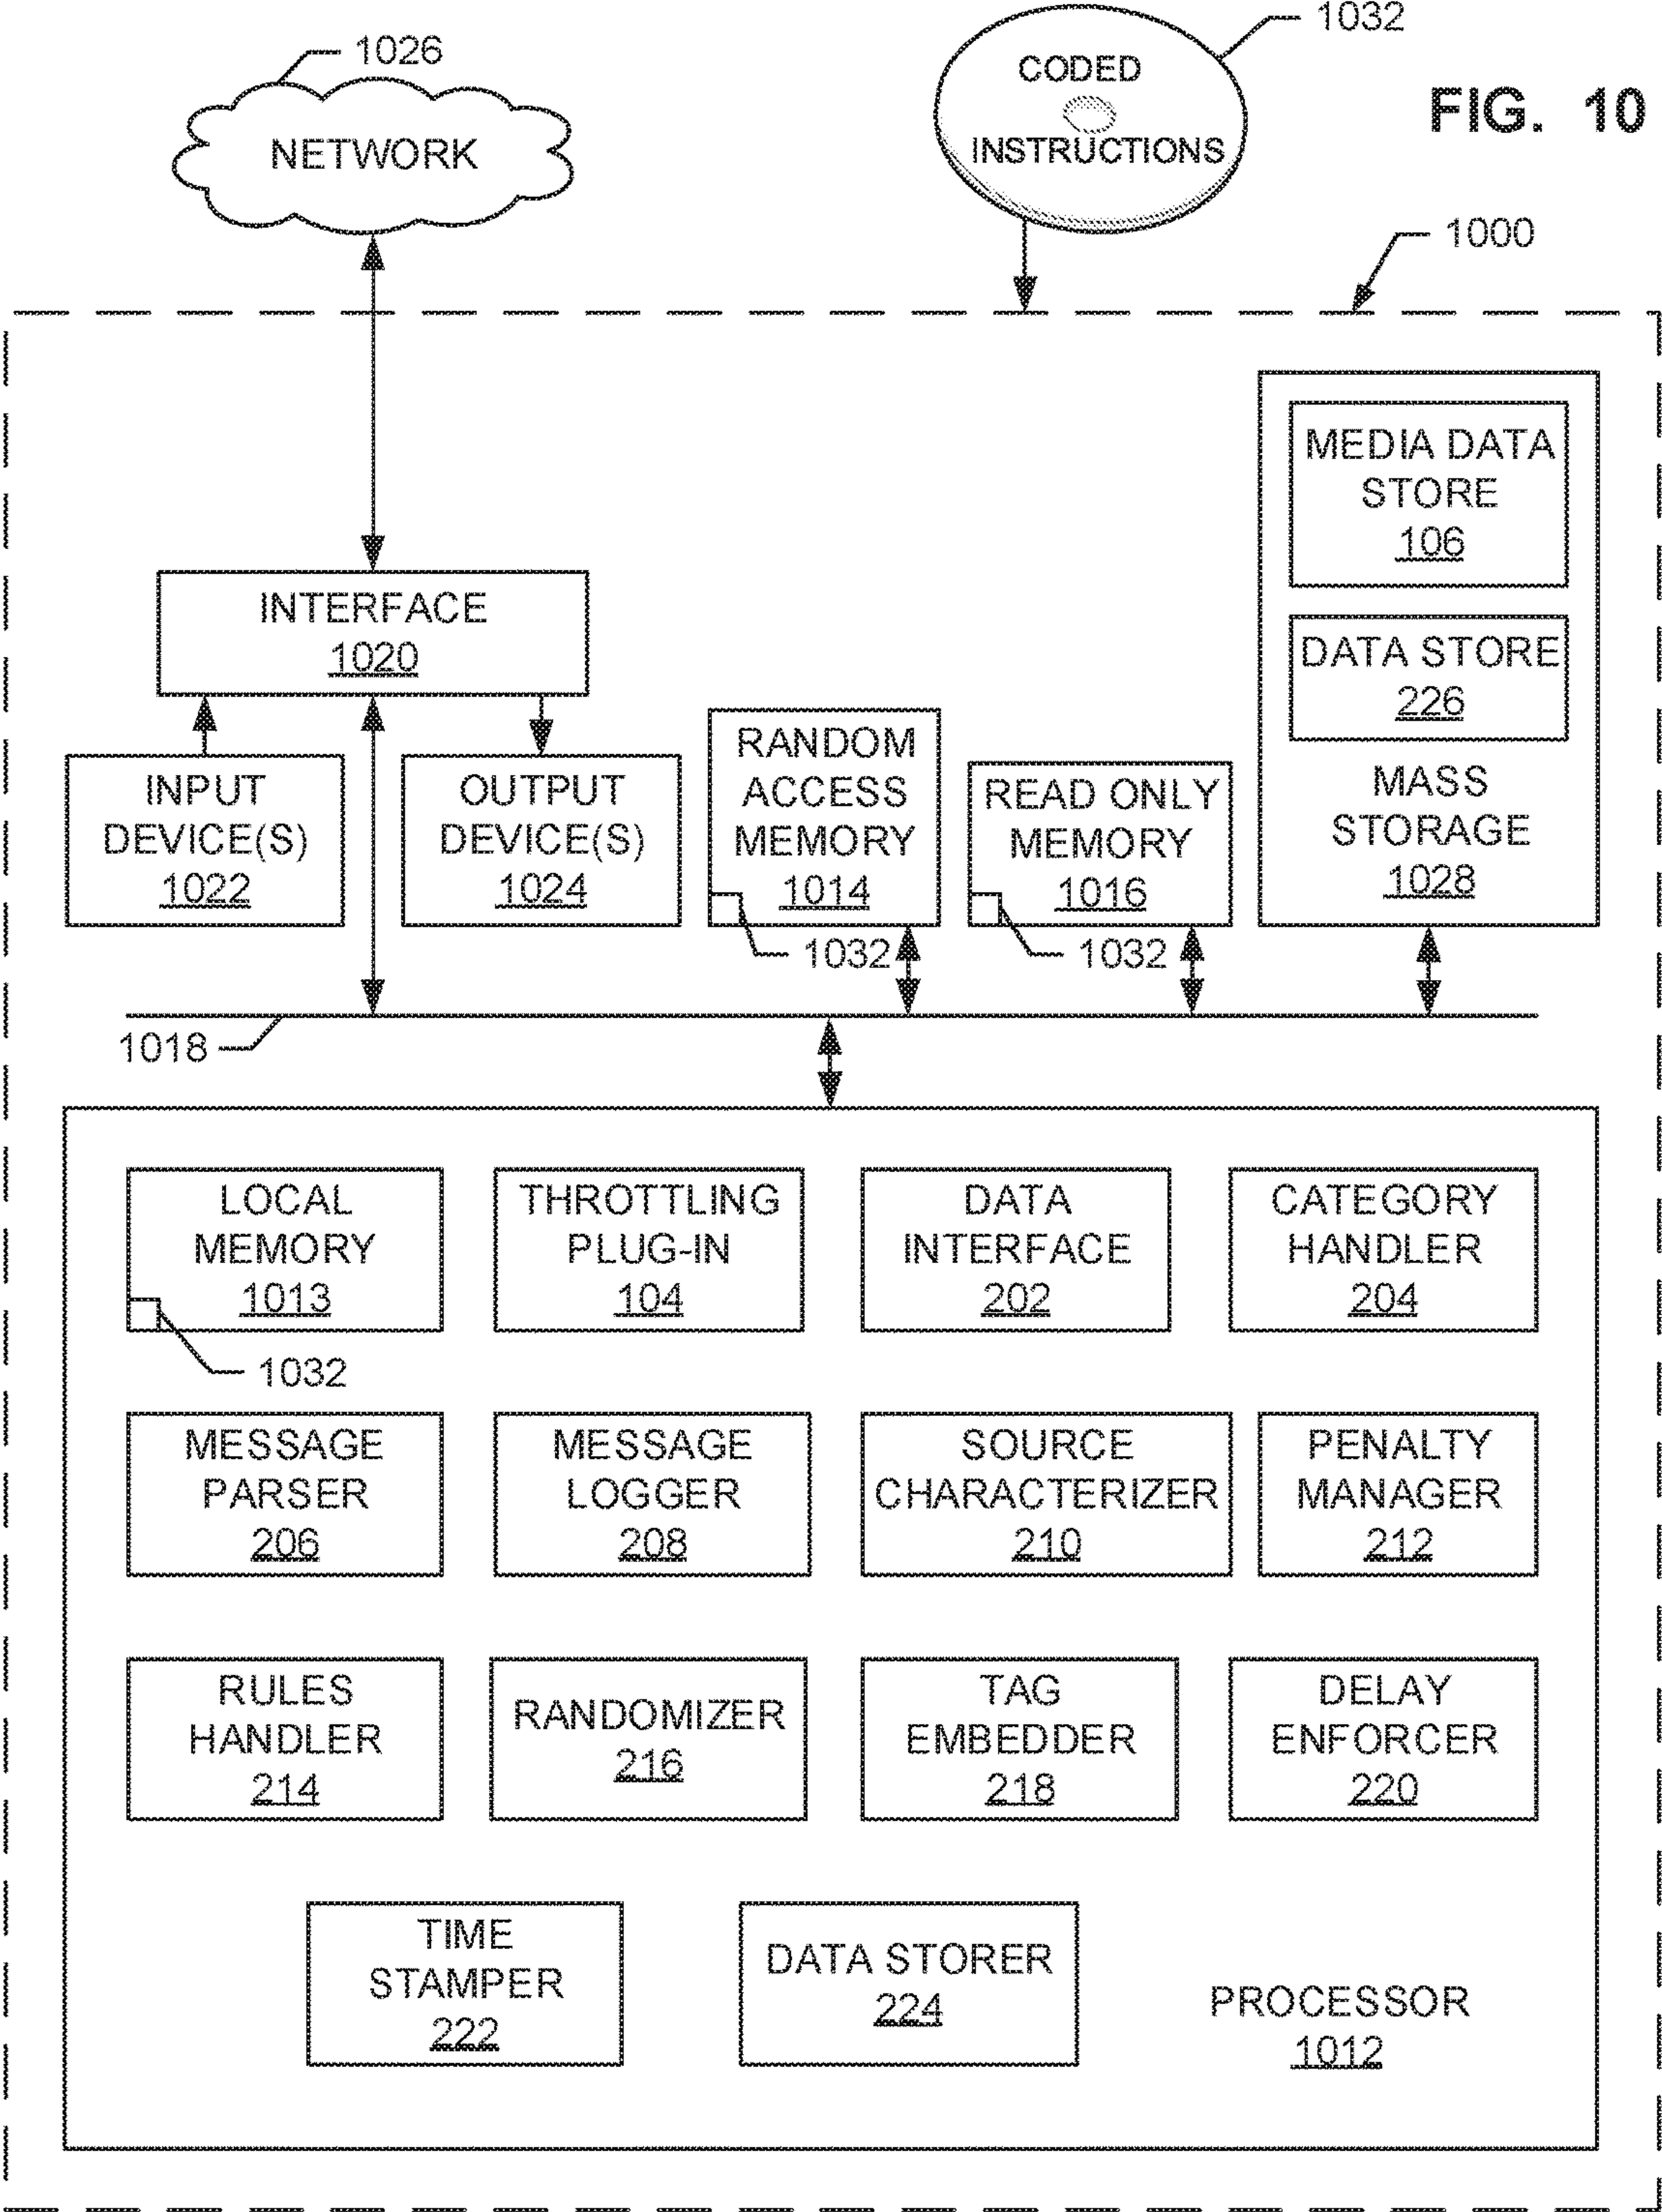 1026
NETWORK
1032
CODED
INSTRUCTIONS
FIG. 10
1000
MEDIA DATA
STORE
106
DATA STORE
226
MASS
STORAGE
1028
INTERFACE
1020
INPUT
DEVICE(S)
1022
OUTPUT
DEVICE(S)
1024
RANDOM
ACCESS
MEMORY
1014
1032
READ ONLY
MEMORY
1016
1032
1018
LOCAL
MEMORY
1013
1032
THROTTLING
PLUG-IN
104
DATA
INTERFACE
202
CATEGORY
HANDLER
204
MESSAGE
PARSER
206
MESSAGE
LOGGER
208
SOURCE
CHARACTERIZER
210
PENALTY
MANAGER
212
RULES
HANDLER
214
RANDOMIZER
216
TAG
EMBEDDER
218
DELAY
ENFORCER
220
TIME
STAMPER
222
DATA STORER
224
PROCESSOR
1012